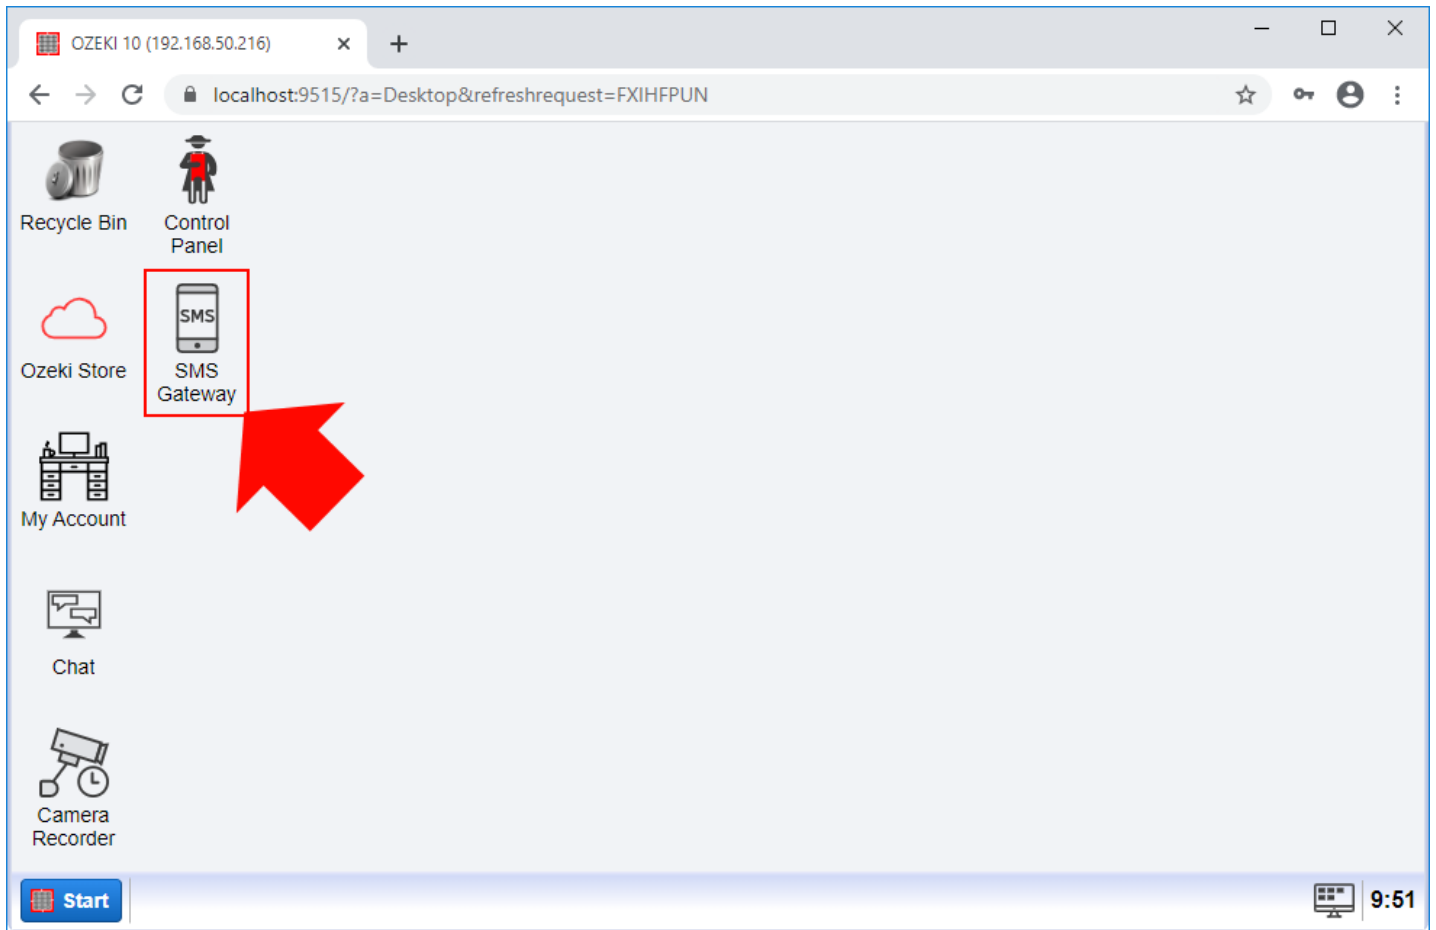 OZEKI 10 (192.168.50.216)
localhost:9515/?a=Desktop&refreshrequest=FXIHFPUN
Recycle Bin
Control
Panel
Ozeki Store
SMS
SMS
Gateway
My Account
Chat
Camera
Recorder
Start
9:51